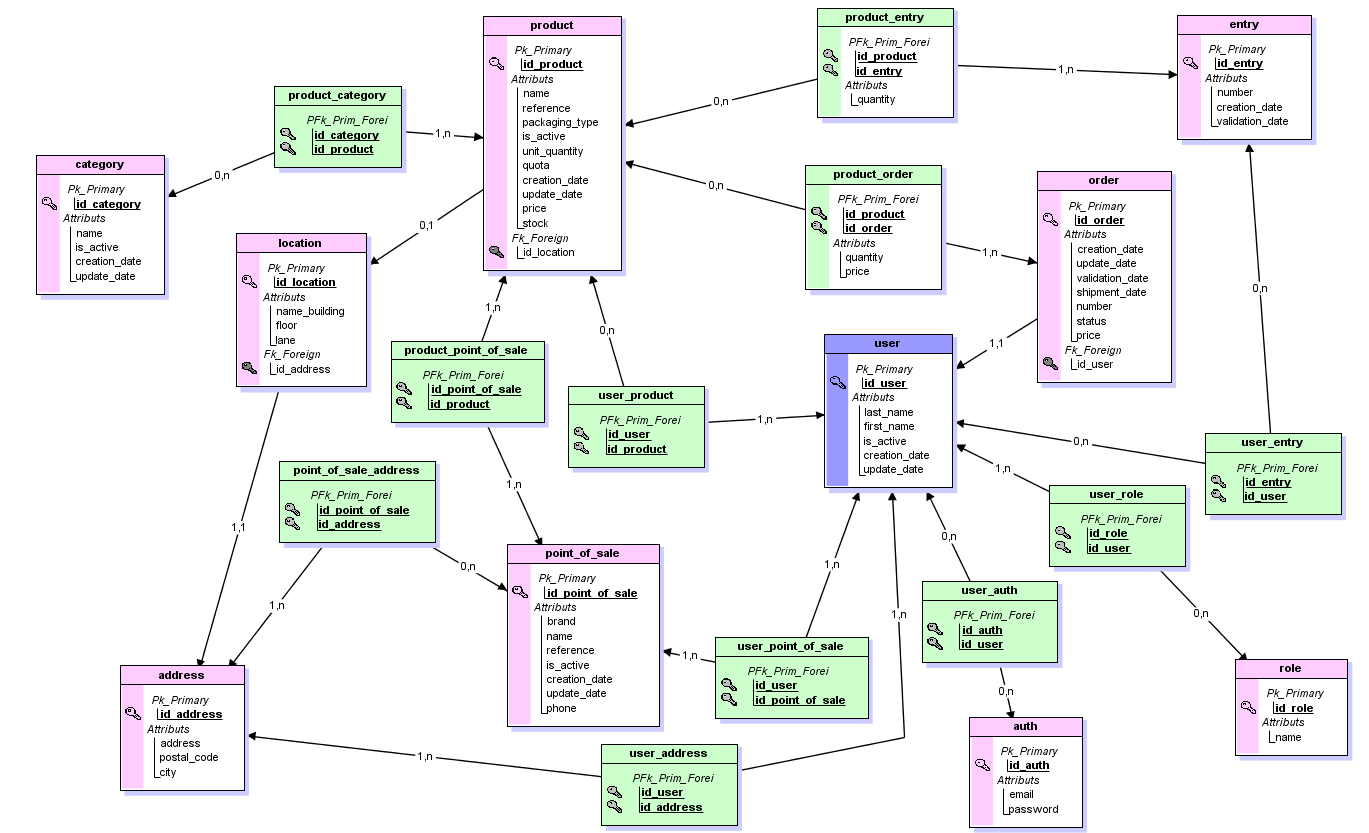 product
Pk_Primary
id_product
Attributs
name
reference
packaging_type
is_active
unit_quantity
quota
creation_date
update_date
price
stock
Fk_Foreign
id_location
product_entry
PFk_Prim_Forei
id_product
id_entry
Attributs
quantity
entry
Pk_Primary
id_entry
Attributs
number
creation_date
validation_date
1,n
0,n
product_category
PFk_Prim_Forei
id_category
id_product
1,n
0,n
category
Pk_Primary
id_category
Attributs
name
is_active
creation_date
update_date
0,n
product_order
PFk_Prim_Forei
id_product
id_order
Attributs
quantity
price
1,n
order
Pk_Primary
id_order
Attributs
creation_date
update_date
validation_date
shipment_date
number
status
price
Fk_Foreign
id_user
0,1
location
Pk_Primary
id_location
Attributs
name_building
floor
lane
Fk_Foreign
id_address
1,n
0,n
0,n
1,1
product_point_of_sale
PFk_Prim_Forei
id_point_of_sale
id_product
user_product
PFk_Prim_Forei
id_user
id_product
1,n
user
Pk_Primary
id_user
Attributs
last_name
first_name
is_active
creation_date
update_date
0,n
user_entry
PFk_Prim_Forei
id_entry
id_user
1,n
point_of_sale_address
PFk_Prim_Forei
id_point_of_sale
id_address
1,n
user_role
PFk_Prim_Forei
id_role
id_user
1,1
0,n
1,n
point_of_sale
Pk_Primary
id_point_of_sale
Attributs
brand
name
reference
is_active
creation_date
update_date
phone
1,n
0,n
1,n
user_auth
PFk_Prim_Forei
id_auth
id_user
0,n
1,n
user_point_of_sale
PFk_Prim_Forei
id_user
id_point_of_sale
address
Pk_Primary
id_address
Attributs
address
postal_code
city
role
Pk_Primary
id_role
Attributs
name
0,n
auth
Pk_Primary
id_auth
Attributs
email
password
1,n
user_address
PFk_Prim_Forei
id_user
id_address